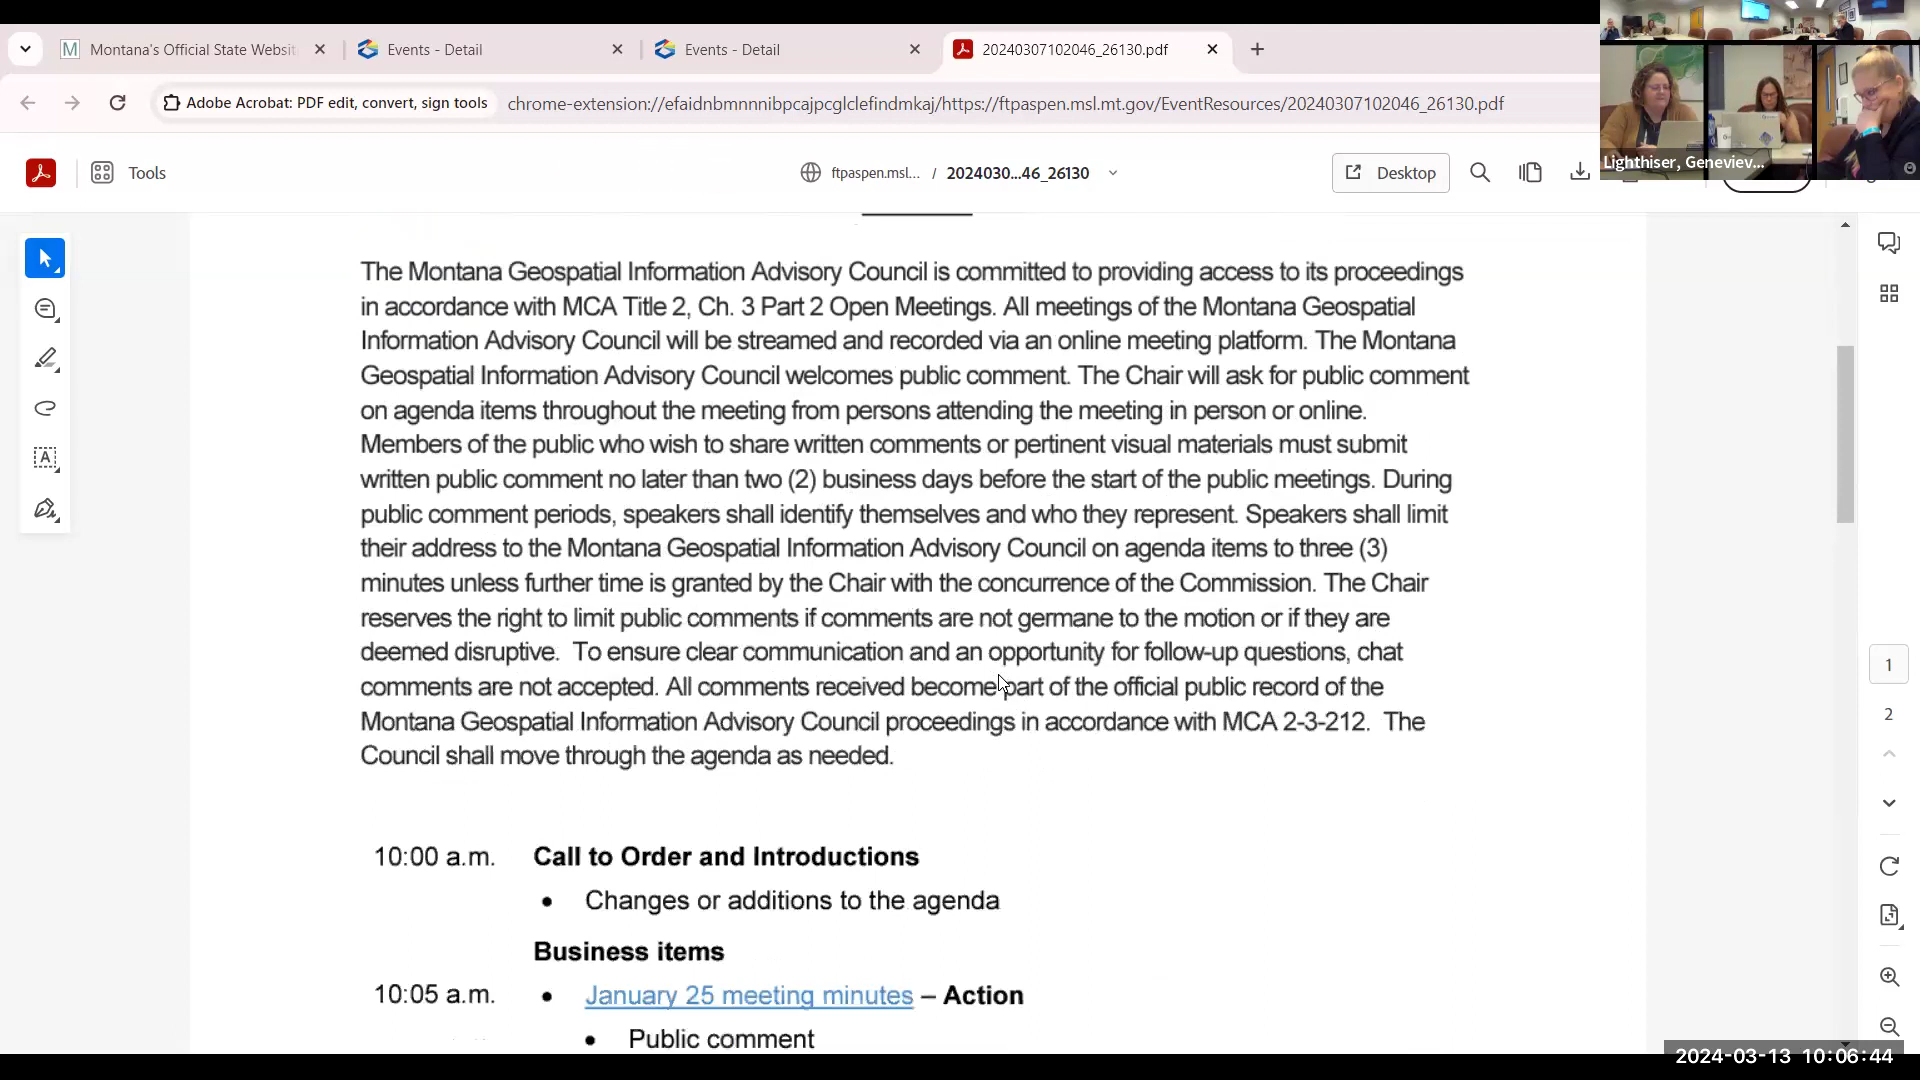 Montana's Official State Websit
Events - Detail
Events - Detail
20240307102046_26130.pdf
Adobe Acrobat: PDF edit, convert, sign tools
chrome-extension://efaidnbmnnnibpcajpcglclefindmkaj/https://ftpaspen.msl.mt.gov/EventResources/20240307102046_26130.pdf
Lighthiser, Geneviev...
Tools
ftpaspen.msl... / 2024030...46_26130
Desktop
The Montana Geospatial Information Advisory Council is committed to providing access to its proceedings
in accordance with MCA Title 2, Ch. 3 Part 2 Open Meetings. All meetings of the Montana Geospatial
Information Advisory Council will be streamed and recorded via an online meeting platform. The Montana
Geospatial Information Advisory Council welcomes public comment. The Chair will ask for public comment
on agenda items throughout the meeting from persons attending the meeting in person or online.
Members of the public who wish to share written comments or pertinent visual materials must submit
written public comment no later than two (2) business days before the start of the public meetings. During
public comment periods, speakers shall identify themselves and who they represent. Speakers shall limit
their address to the Montana Geospatial Information Advisory Council on agenda items to three (3)
minutes unless further time is granted by the Chair with the concurrence of the Commission. The Chair
reserves the right to limit public comments if comments are not germane to the motion or if they are
deemed disruptive.  To ensure clear communication and an opportunity for follow-up questions, chat
comments are not accepted. All comments received become part of the official public record of the
Montana Geospatial Information Advisory Council proceedings in accordance with MCA 2-3-212.  The
Council shall move through the agenda as needed.
10:00 a.m. Call to Order and Introductions
• Changes or additions to the agenda
Business items
10:05 a.m. • January 25 meeting minutes – Action
• Public comment
1
2
2024-03-13 10:06:44